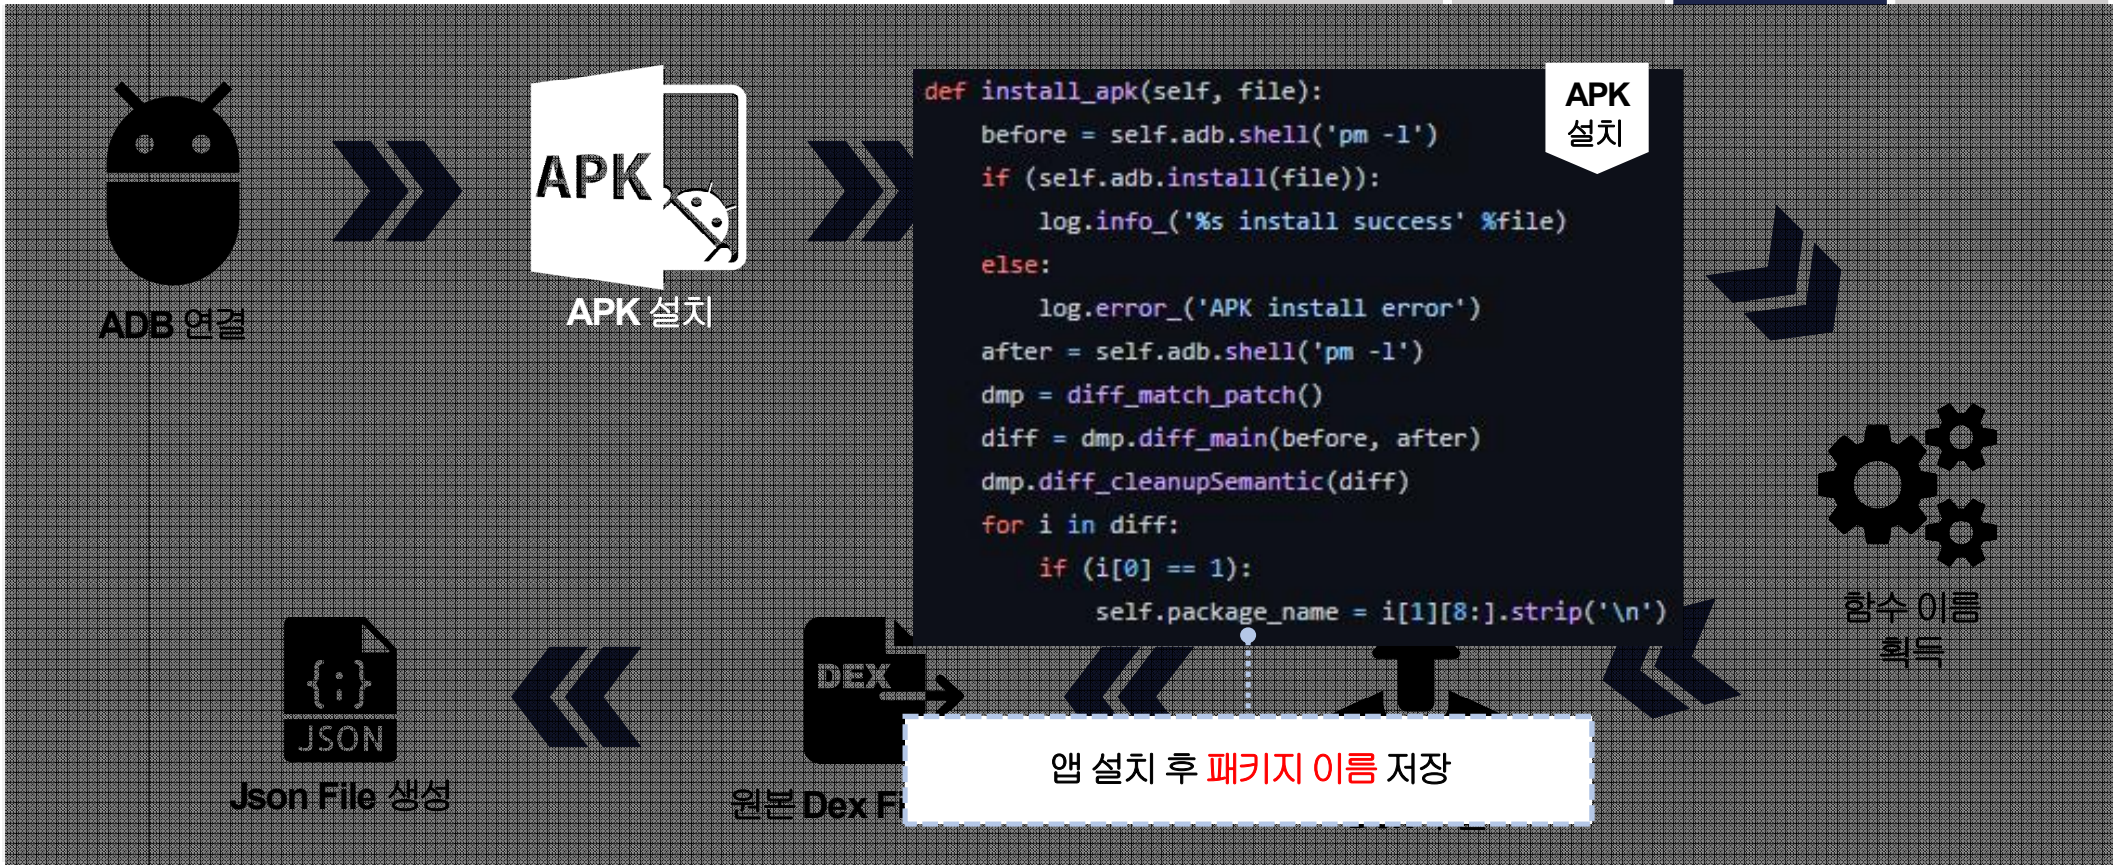 def install_apk(self, file):
before = self.adb.shell('pm -l')
if (self.adb.install(file)):
log.info_('%s install success' %file)
else:
log.error_('APK install error')
after = self.adb.shell('pm -l')
dmp = diff_match_patch()
diff = dmp.diff_main(before, after)
dmp.diff_cleanupSemantic(diff)
for i in diff:
if (i[0] == 1):
self.package_name = i[1][8:].strip('\n')
APK
설치
APK
ADB 연결
APK 설치
함수 이름
획득
{:}
JSON
DEX
Json File 생성
원본 Dex Fi
앱 설치 후 패키지 이름 저장